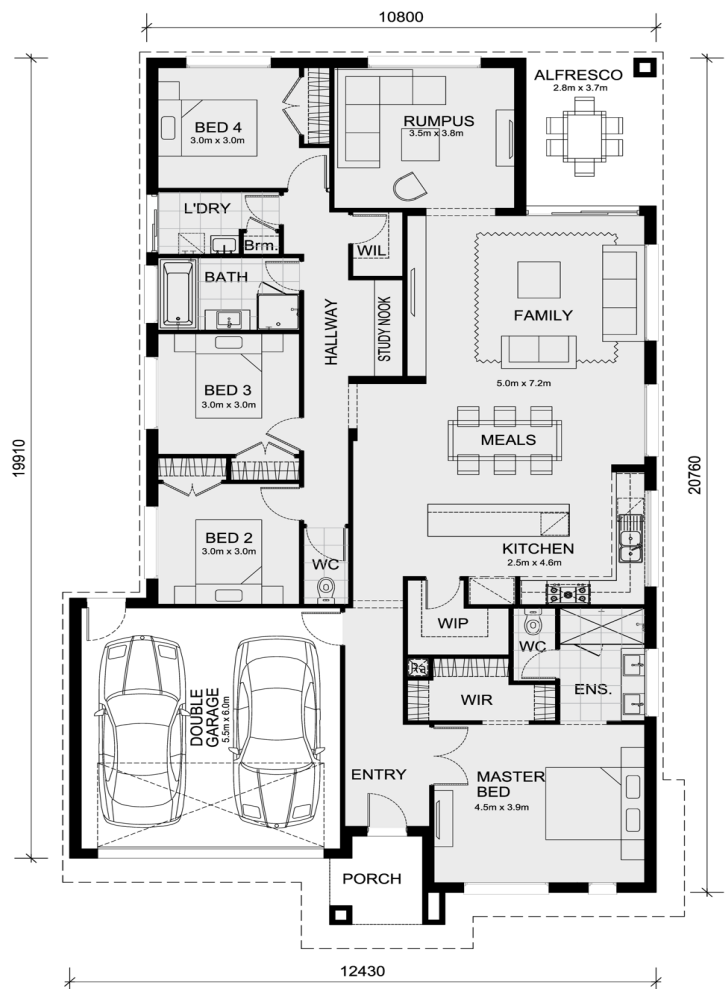 10800
ALFRESCO
2.8m x 3.7m
BED 4
3.0m x 3.0m
RUMPUS
3.5m x 3.8m
L'DRY
Brm.
WIL
BATH
HALLWAY
STUDY NOOK
FAMILY
5.0m x 7.2m
BED 3
3.0m x 3.0m
MEALS
19910
20760
BED 2
3.0m x 3.0m
KITCHEN
2.5m x 4.6m
WC
WIP
WC
ENS.
WIR
DOUBLE
GARAGE
5.5m x 6.0m
ENTRY
MASTER
BED
4.5m x 3.9m
PORCH
12430